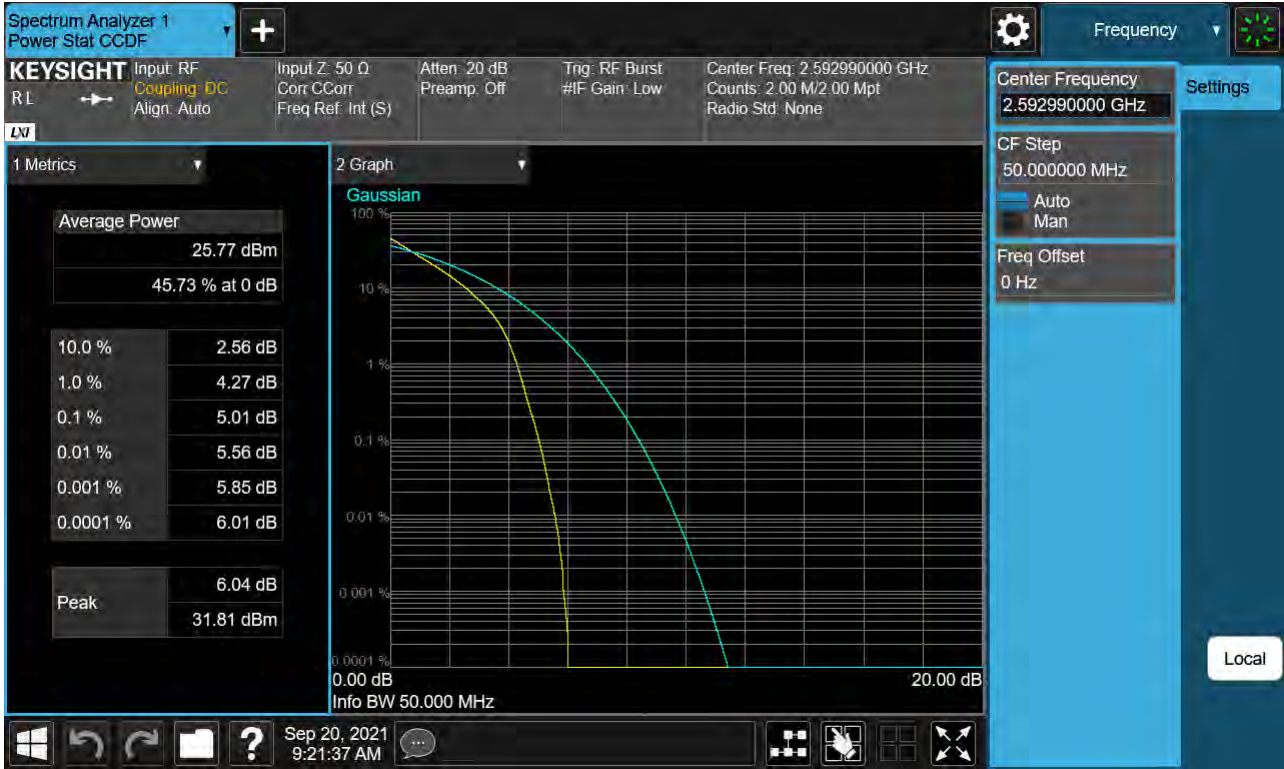 Spectrum Analyzer 1
Power Stat CCDF
+
Frequency
KEYSIGHT
RL
LXI
Input: RF
Coupling: DC
Align: Auto
Input Z: 50 Ω
Corr CCorr
Freq Ref: Int (S)
Atten: 20 dB
Preamp: Off
Trig: RF Burst
#IF Gain: Low
Center Freq: 2.592990000 GHz
Counts: 2.00 M/2.00 Mpt
Radio Std: None
Center Frequency
2.592990000 GHz
Settings
CF Step
50.000000 MHz
Auto
Man
Freq Offset
0 Hz
Local
1 Metrics
Average Power
25.77 dBm
45.73 % at 0 dB
10.0 % 2.56 dB
1.0 % 4.27 dB
0.1 % 5.01 dB
0.01 % 5.56 dB
0.001 % 5.85 dB
0.0001 % 6.01 dB
Peak
6.04 dB
31.81 dBm
2 Graph
Gaussian
100 %
10 %
1 %
0.1 %
0.01 %
0.001 %
0.0001 %
0.00 dB 20.00 dB
Info BW 50.000 MHz
?
Sep 20, 2021
9:21:37 AM